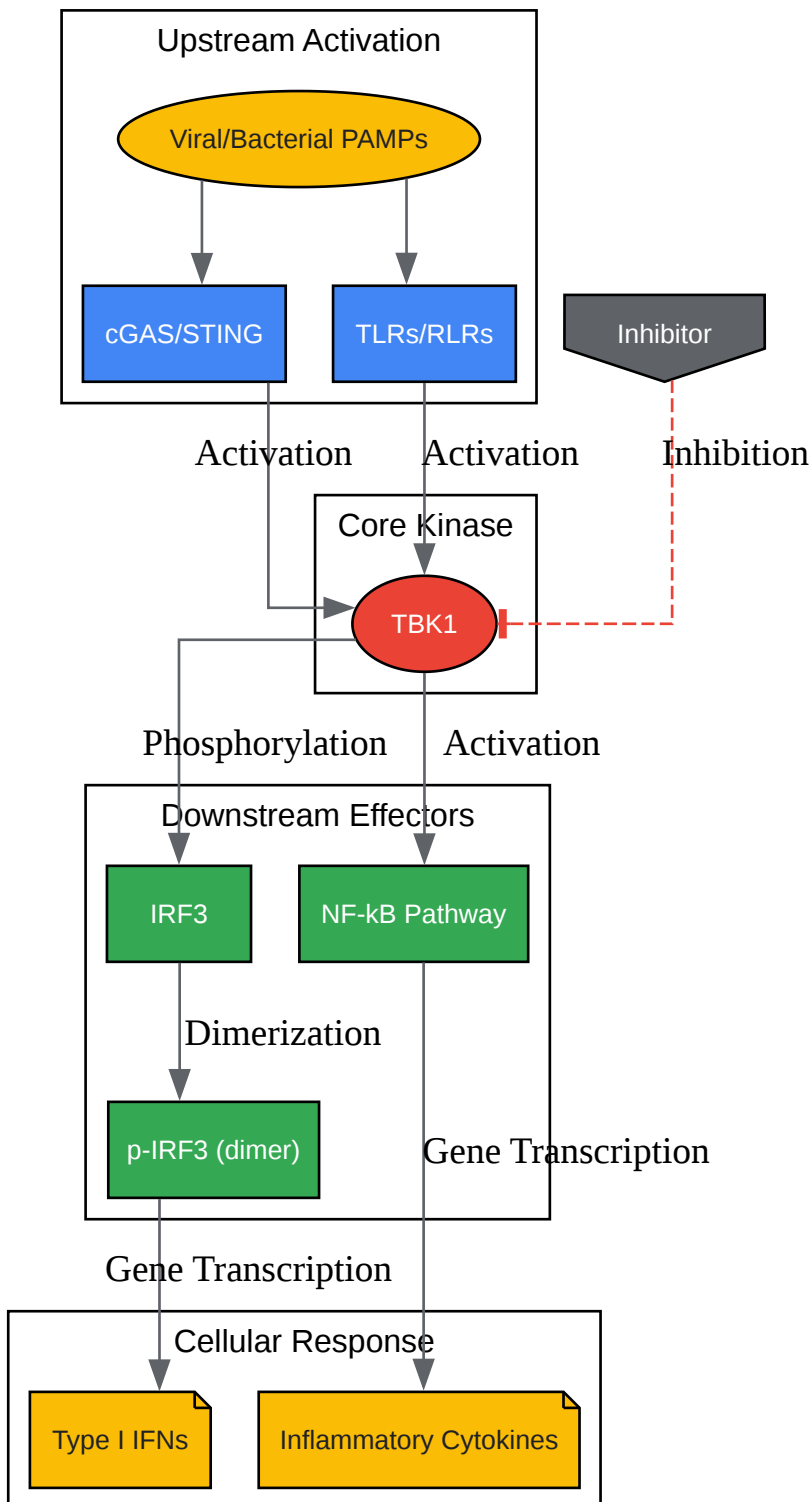 Upstream Activation
Viral/Bacterial PAMPs
cGAS/STING
TLRs/RLRs
Inhibitor
Activation
Activation
Inhibition
Core Kinase
TBK1
Phosphorylation
Activation
Downstream Effectors
IRF3
NF-kB Pathway
Dimerization
p-IRF3 (dimer)
Gene Transcription
Gene Transcription
Cellular Response
Type I IFNs
Inflammatory Cytokines